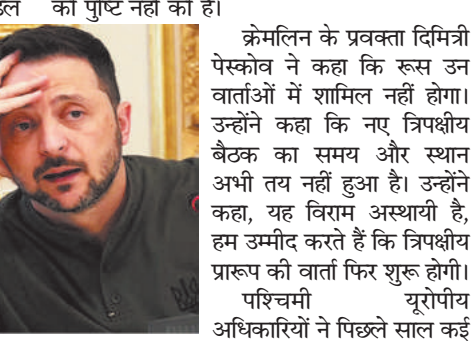 की पुष्टि नहीं की है।
क्रेमलिन के प्रवक्ता दिमित्री
पेस्कोव ने कहा कि रूस उन
वार्ताओं में शामिल नहीं होगा।
उन्होंने कहा कि नए त्रिपक्षीय
बैठक का समय और स्थान
अभी तय नहीं हुआ है। उन्होंने
कहा, यह विराम अस्थायी है,
हम उम्मीद करते हैं कि त्रिपक्षीय
प्रारूप की वार्ता फिर शुरू होगी।
पश्चिमी यूरोपीय
अधिकारियों ने पिछले साल कई